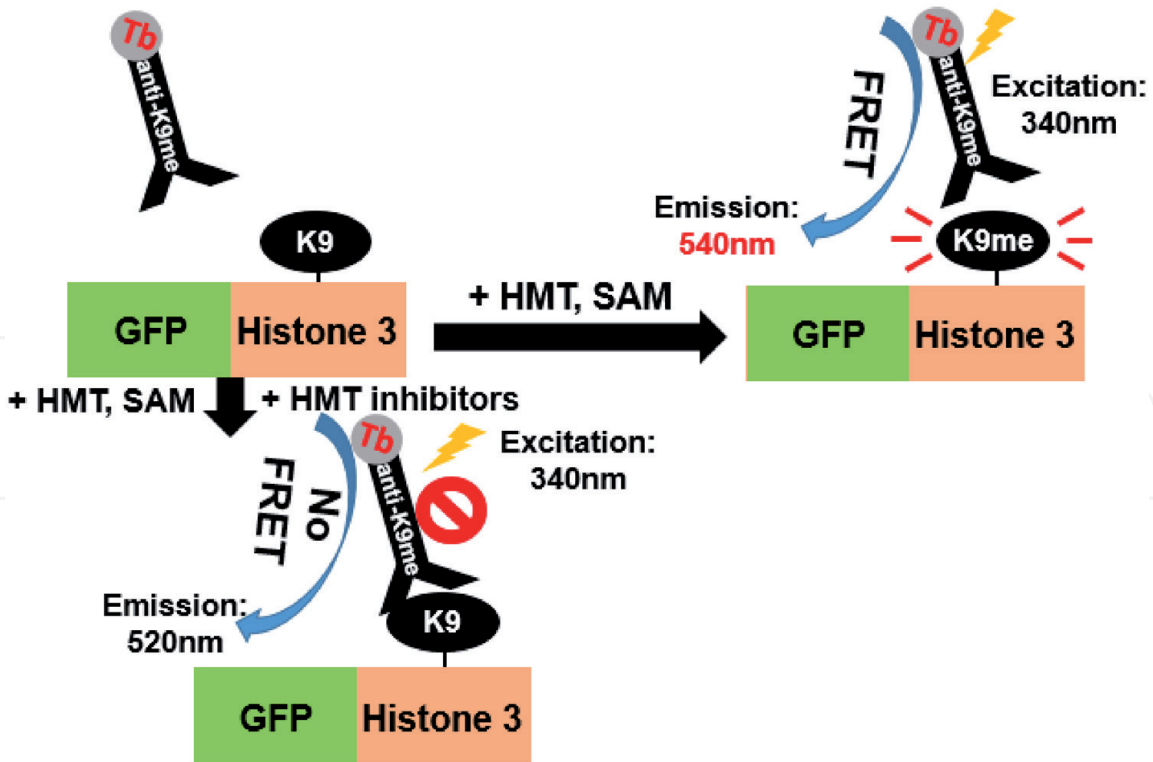 Tb
anti-K9me
K9
GFP
Histone 3
+ HMT, SAM
Tb
anti-K9me
Excitation:
340nm
FRET
Emission:
540nm
K9me
GFP
Histone 3
+ HMT, SAM
+ HMT inhibitors
Tb
anti-K9me
Excitation:
340nm
No
FRET
Emission:
520nm
K9
GFP
Histone 3